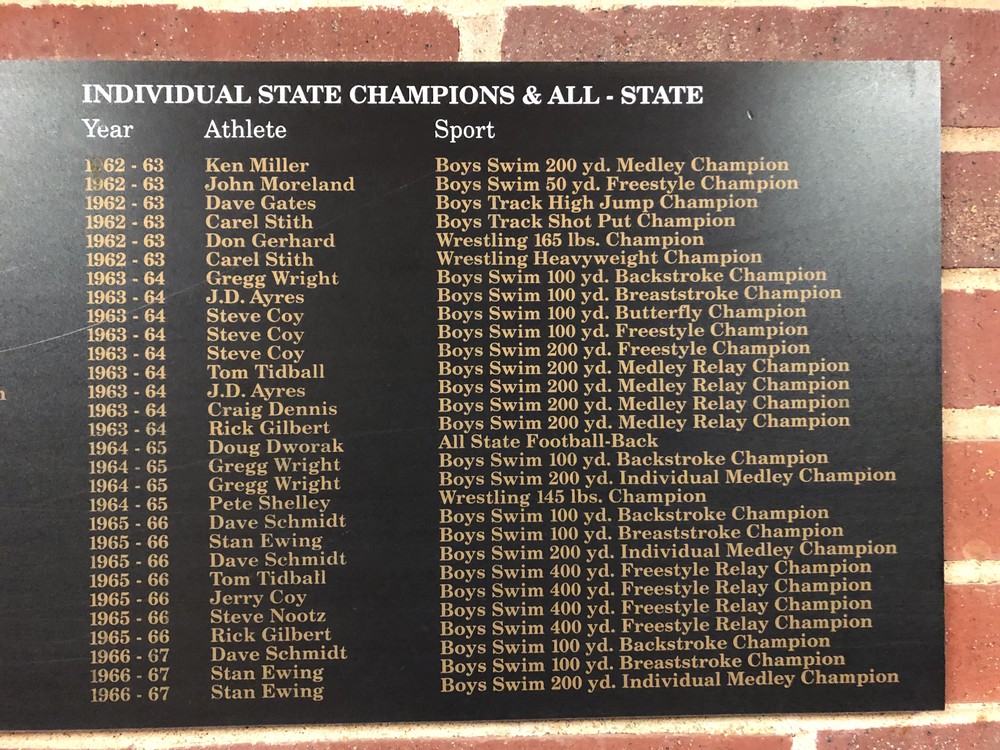 INDIVIDUAL STATE CHAMPIONS & ALL - STATE
Year Athlete Sport
1962 - 63 Ken Miller Boys Swim 200 yd. Medley Champion
1962 - 63 John Moreland Boys Swim 50 yd. Freestyle Champion
1962 - 63 Dave Gates Boys Track High Jump Champion
1962 - 63 Carel Stith Boys Track Shot Put Champion
1962 - 63 Don Gerhard Wrestling 165 lbs. Champion
1962 - 63 Carel Stith Wrestling Heavyweight Champion
1963 - 64 Gregg Wright Boys Swim 100 yd. Backstroke Champion
1963 - 64 J.D. Ayres Boys Swim 100 yd. Breaststroke Champion
1963 - 64 Steve Coy Boys Swim 100 yd. Butterfly Champion
1963 - 64 Steve Coy Boys Swim 100 yd. Freestyle Champion
1963 - 64 Steve Coy Boys Swim 200 yd. Freestyle Champion
1963 - 64 Tom Tidball Boys Swim 200 yd. Medley Relay Champion
1963 - 64 J.D. Ayres Boys Swim 200 yd. Medley Relay Champion
1963 - 64 Craig Dennis Boys Swim 200 yd. Medley Relay Champion
1963 - 64 Rick Gilbert Boys Swim 200 yd. Medley Relay Champion
1964 - 65 Doug Dworak All State Football-Back
1964 - 65 Gregg Wright Boys Swim 100 yd. Backstroke Champion
1964 - 65 Gregg Wright Boys Swim 200 yd. Individual Medley Champion
1964 - 65 Pete Shelley Wrestling 145 lbs. Champion
1965 - 66 Dave Schmidt Boys Swim 100 yd. Backstroke Champion
1965 - 66 Stan Ewing Boys Swim 100 yd. Breaststroke Champion
1965 - 66 Dave Schmidt Boys Swim 200 yd. Individual Medley Champion
1965 - 66 Tom Tidball Boys Swim 400 yd. Freestyle Relay Champion
1965 - 66 Jerry Coy Boys Swim 400 yd. Freestyle Relay Champion
1965 - 66 Steve Nootz Boys Swim 400 yd. Freestyle Relay Champion
1965 - 66 Rick Gilbert Boys Swim 400 yd. Freestyle Relay Champion
1966 - 67 Dave Schmidt Boys Swim 100 yd. Backstroke Champion
1966 - 67 Stan Ewing Boys Swim 100 yd. Breaststroke Champion
1966 - 67 Stan Ewing Boys Swim 200 yd. Individual Medley Champion